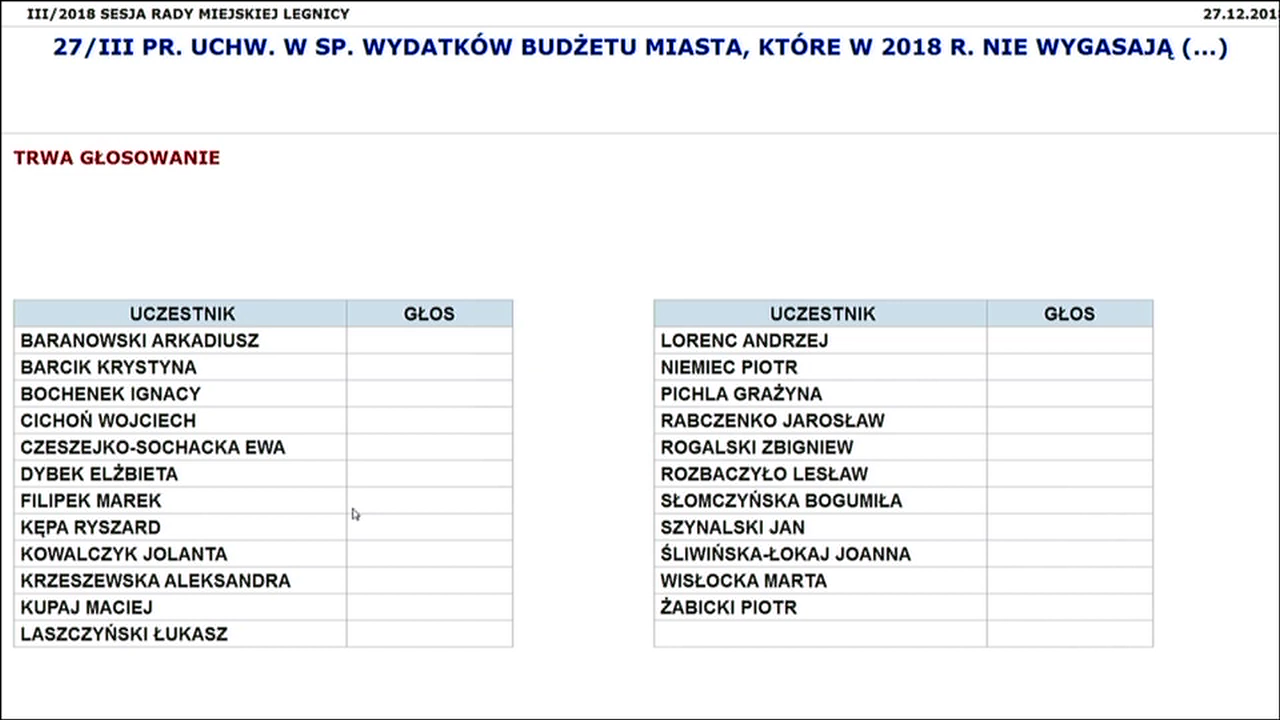 III/2018 SESJA RADY MIEJSKIEJ LEGNICY
27.12.201
27/III PR. UCHW. W SP. WYDATKÓW BUDŻETU MIASTA, KTÓRE W 2018 R. NIE WYGASAJĄ (...)
TRWA GŁOSOWANIE
UCZESTNIK GŁOS
BARANOWSKI ARKADIUSZ
BARCIK KRYSTYNA
BOCHENEK IGNACY
CICHOŃ WOJCIECH
CZESZEJKO-SOCHACKA EWA
DYBEK ELŻBIETA
FILIPEK MAREK
KĘPA RYSZARD
KOWALCZYK JOLANTA
KRZESZEWSKA ALEKSANDRA
KUPAJ MACIEJ
LASZCZYŃSKI ŁUKASZ
UCZESTNIK GŁOS
LORENC ANDRZEJ
NIEMIEC PIOTR
PICHLA GRAŻYNA
RABCZENKO JAROSŁAW
ROGALSKI ZBIGNIEW
ROZBACZYŁO LESŁAW
SŁOMCZYŃSKA BOGUMIŁA
SZYNALSKI JAN
ŚLIWIŃSKA-ŁOKAJ JOANNA
WISŁOCKA MARTA
ŻABICKI PIOTR